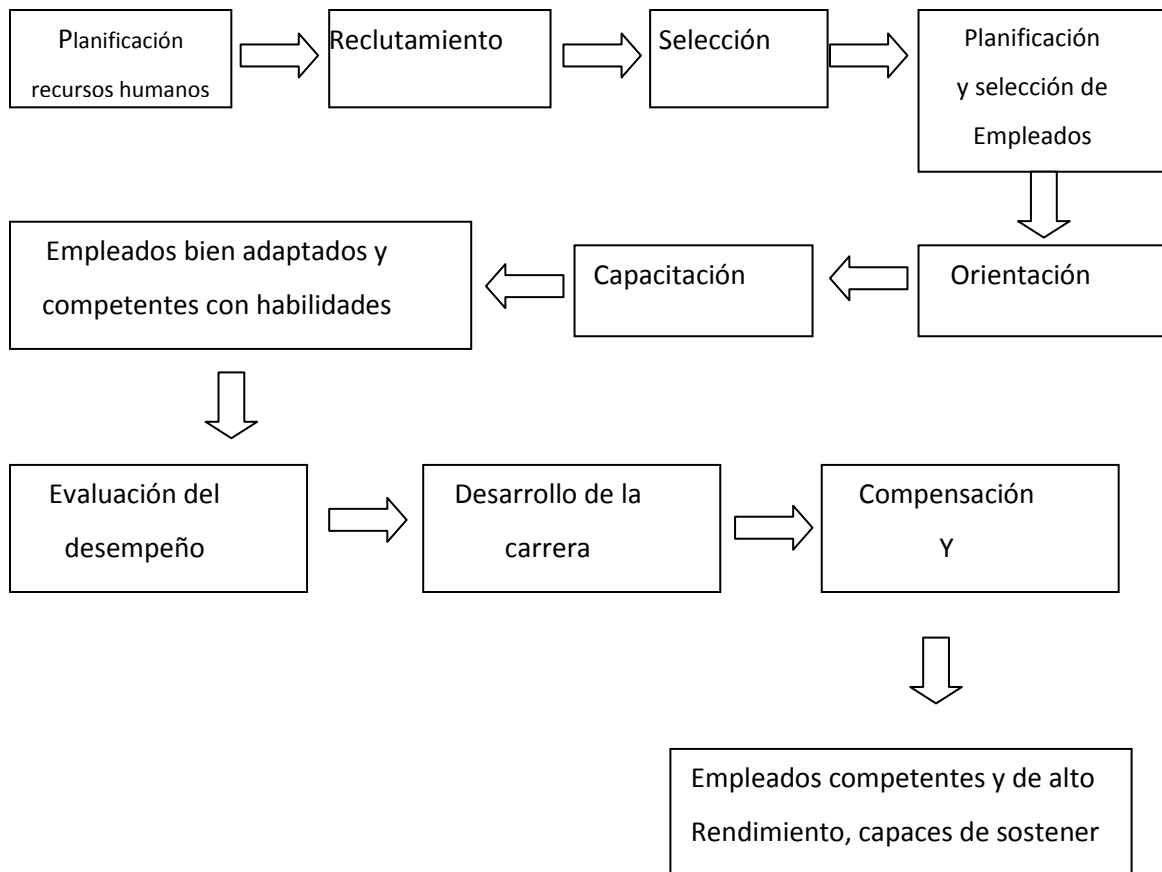 Planificación
recursos humanos
Reclutamiento
Selección
Planificación
y selección de
Empleados
Empleados bien adaptados y
competentes con habilidades
Capacitación
Orientación
Evaluación del
desempeño
Desarrollo de la
carrera
Compensación
Y
Empleados competentes y de alto
Rendimiento, capaces de sostener